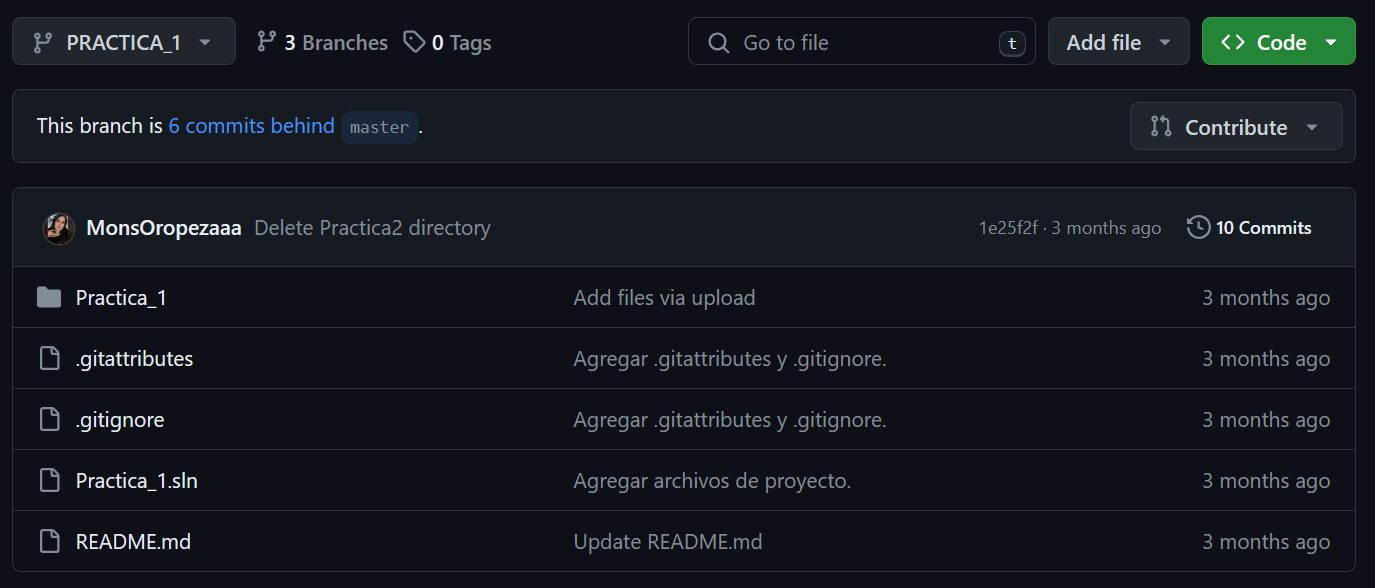 PRACTICA_1 3 Branches 0 Tags Go to file t Add file Code
This branch is 6 commits behind master . Contribute
MonsOropezaaa Delete Practica2 directory 1e25f2f · 3 months ago 10 Commits
Practica_1 Add files via upload 3 months ago
.gitattributes Agregar .gitattributes y .gitignore. 3 months ago
.gitignore Agregar .gitattributes y .gitignore. 3 months ago
Practica_1.sln Agregar archivos de proyecto. 3 months ago
README.md Update README.md 3 months ago